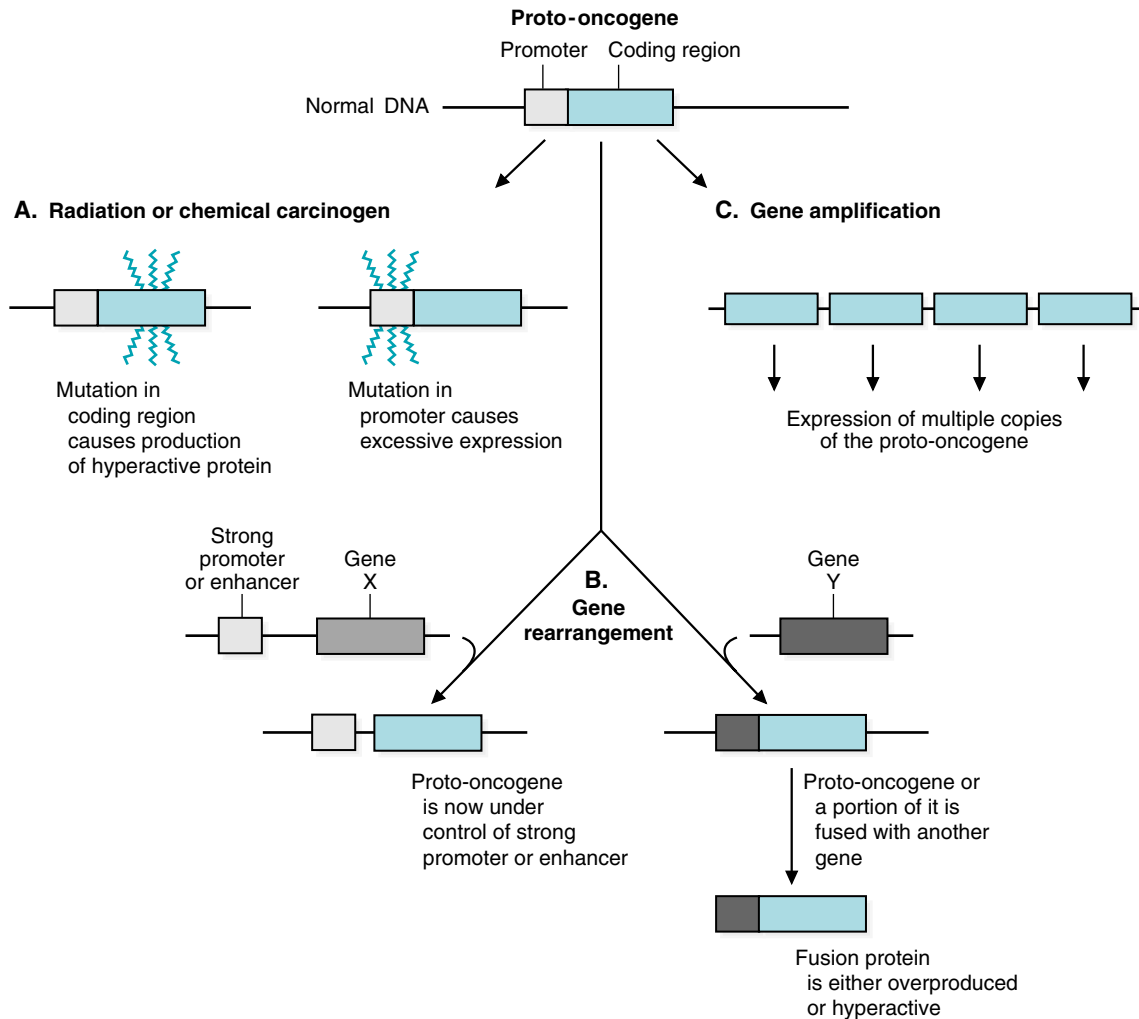 Proto-oncogene
Promoter
Coding region
Normal DNA
A. Radiation or chemical carcinogen
Mutation in
coding region
causes production
of hyperactive protein
Mutation in
promoter causes
excessive expression
C. Gene amplification
Expression of multiple copies
of the proto-oncogene
B.
Gene
rearrangement
Strong
promoter
or enhancer
Gene
X
Proto-oncogene
is now under
control of strong
promoter or enhancer
Gene
Y
Proto-oncogene or
a portion of it is
fused with another
gene
Fusion protein
is either overproduced
or hyperactive